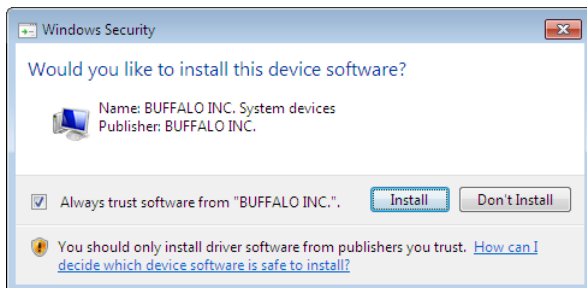 Windows Security
Would you like to install this device software?
Name: BUFFALO INC. System devices
Publisher: BUFFALO INC.
Always trust software from "BUFFALO INC.".
Install
Don't Install
You should only install driver software from publishers you trust. How can I
decide which device software is safe to install?